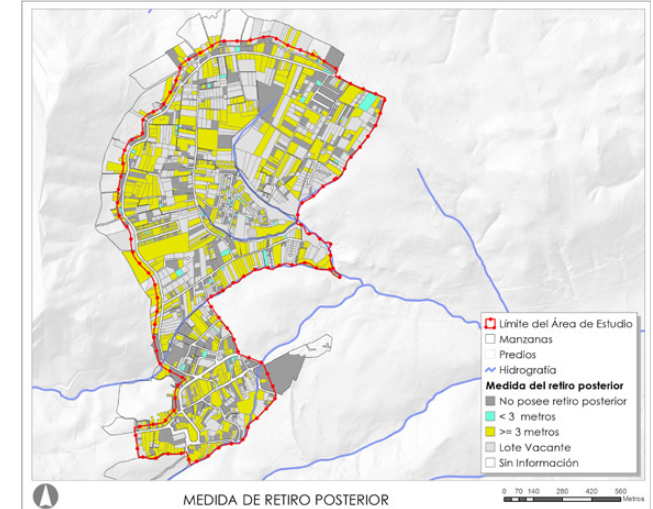 Límite del Área de Estudio
Manzanas
Predios
Hidrografía
Medida del retiro posterior
No posee retiro posterior
< 3 metros
>= 3 metros
Lote Vacante
Sin Información
MEDIDA DE RETIRO POSTERIOR
0 70 140 280 420 560
Metros